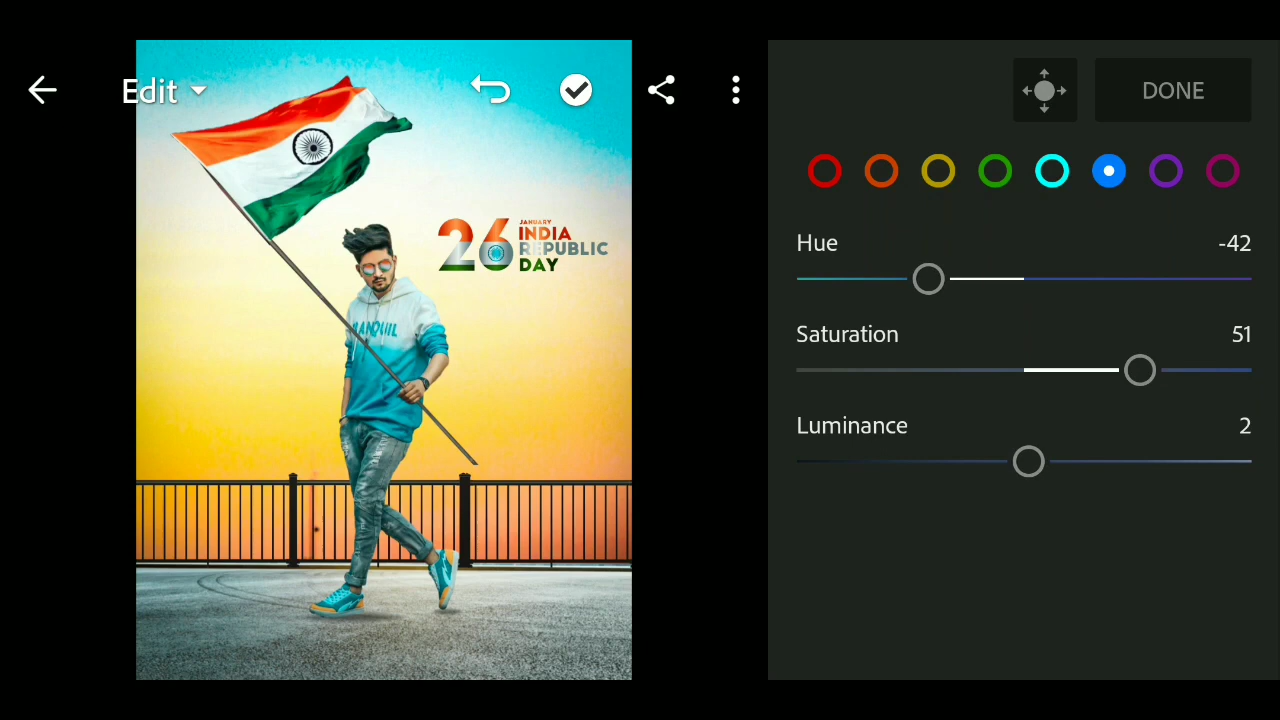 Edit
DONE
Hue -42
Saturation 51
Luminance 2
26
JANUARY
INDIA
REPUBLIC
DAY